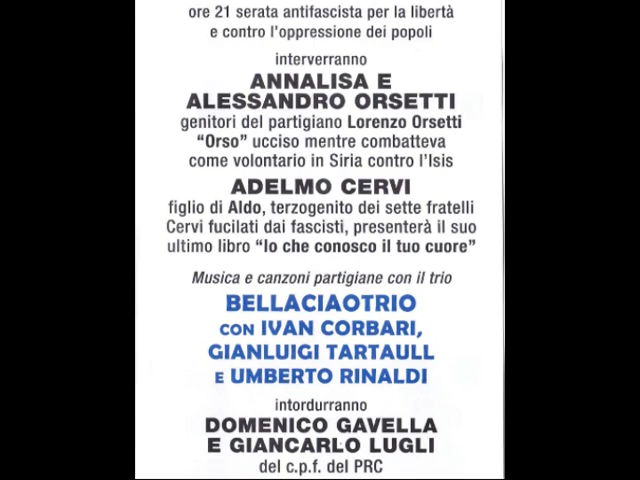 ore 21 serata antifascista per la libertà
e contro l'oppressione dei popoli
interverranno
ANNALISA E
ALESSANDRO ORSETTI
genitori del partigiano Lorenzo Orsetti
“Orso” ucciso mentre combatteva
come volontario in Siria contro l’Isis
ADELMO CERVI
figlio di Aldo, terzogenito dei sette fratelli
Cervi fucilati dai fascisti, presenterà il suo
ultimo libro “Io che conosco il tuo cuore”
Musica e canzoni partigiane con il trio
BELLACIAOTRIO
CON IVAN CORBARI,
GIANLUIGI TARTAULL
E UMBERTO RINALDI
intordurranno
DOMENICO GAVELLA
E GIANCARLO LUGLI
del c.p.f. del PRC